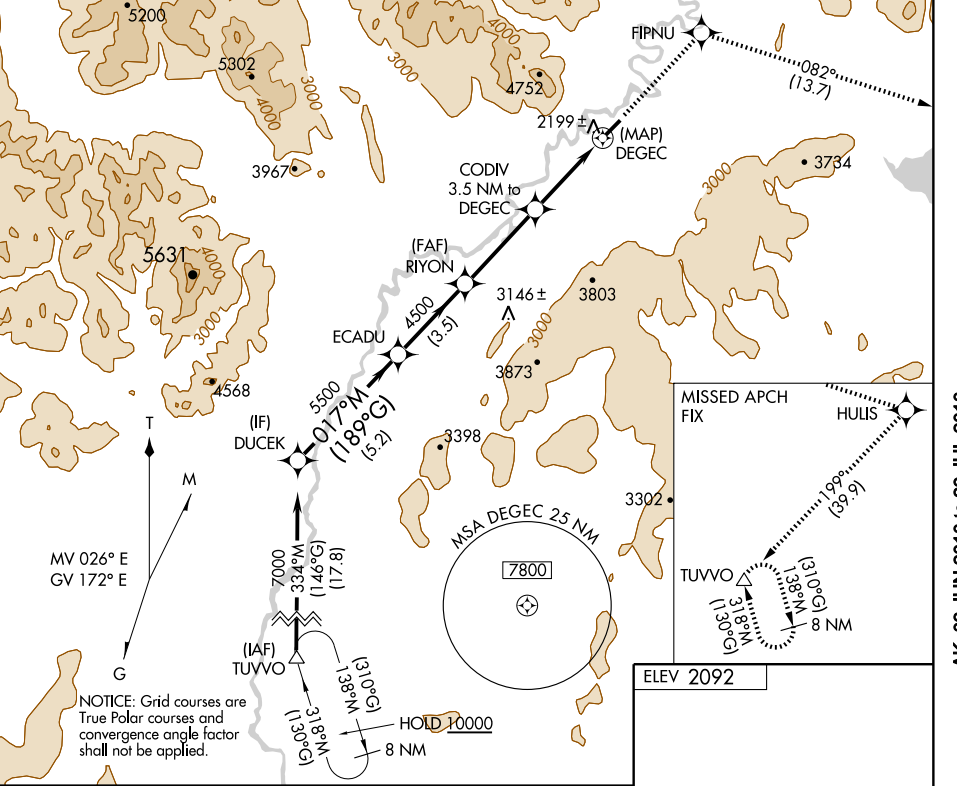 5200
5302
3000
4000
3000
4752
FIPNU
082°
(13.7)
2199±
(MAP)
DEGEC
3967
CODIV
3.5 NM to
DEGEC
3000
3734
5631
4000
(FAF)
RIYON
3146±
3803
3000
4500
(3.5)
3000
ECADU
3873
4568
5500
017°M
(189°G)
(5.2)
(IF)
DUCEK
3398
3302
MISSED APCH
FIX
HULIS
199°
(39.9)
TUVVO
(310°G)
138°M
318°M
(130°G)
8 NM
T
M
MV 026° E
GV 172° E
G
7000
334°M
(146°G)
(17.8)
MSA DEGEC 25 NM
7800
(IAF)
TUVVO
(310°G)
138°M
318°M
(130°G)
HOLD 10000
8 NM
NOTICE: Grid courses are
True Polar courses and
convergence angle factor
shall not be applied.
ELEV 2092